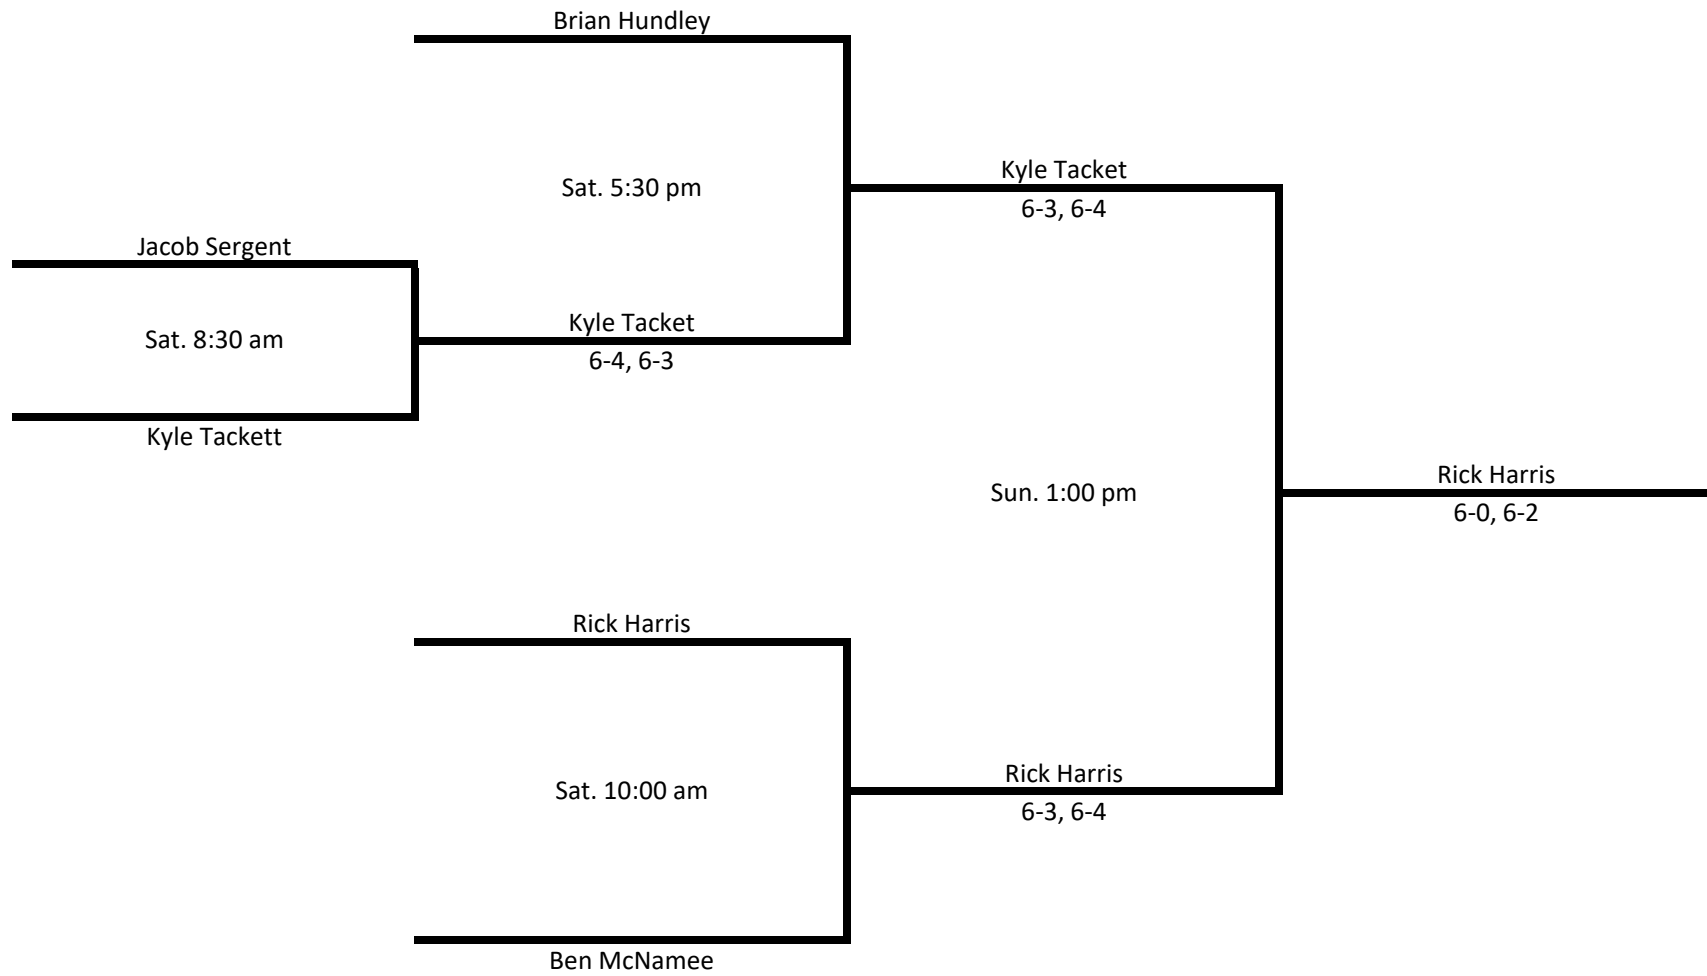 Brian Hundley
Sat. 5:30 pm
Kyle Tacket
6-3, 6-4
Jacob Sergent
Sat. 8:30 am
Kyle Tacket
6-4, 6-3
Kyle Tackett
Sun. 1:00 pm
Rick Harris
6-0, 6-2
Rick Harris
Sat. 10:00 am
Rick Harris
6-3, 6-4
Ben McNamee